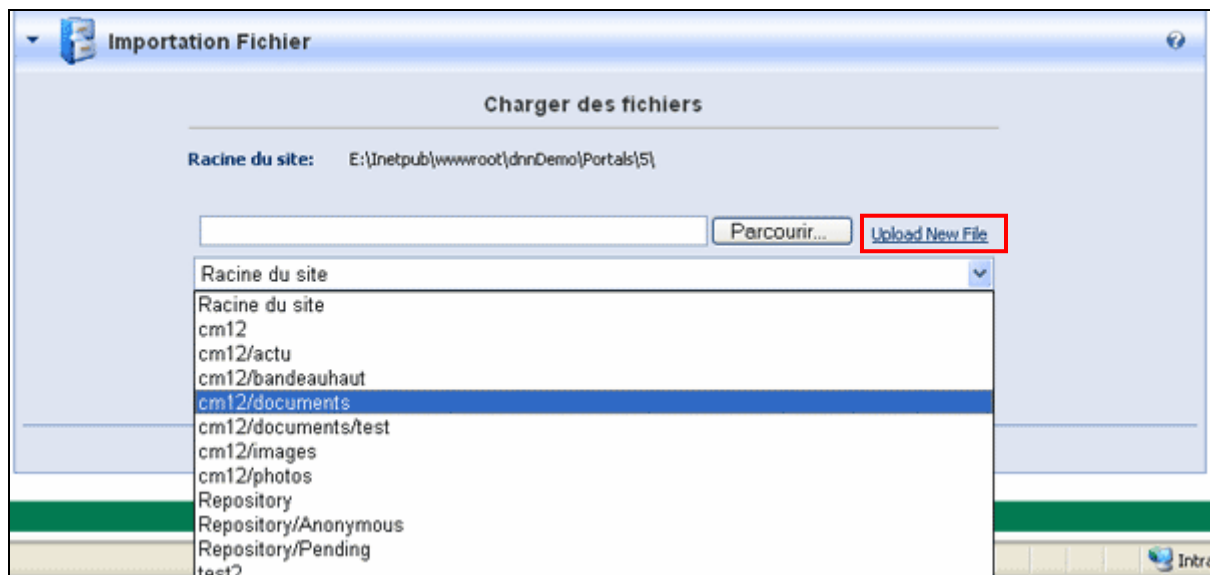 Importation Fichier
Charger des fichiers
Racine du site: E:\Inetpub\wwwroot\dnnDemo\Portals\5\
Parcourir... Upload New File
Racine du site
Racine du site
cm12
cm12/actu
cm12/bandeauhaut
cm12/documents
cm12/documents/test
cm12/images
cm12/photos
Repository
Repository/Anonymous
Repository/Pending
test2
Intra